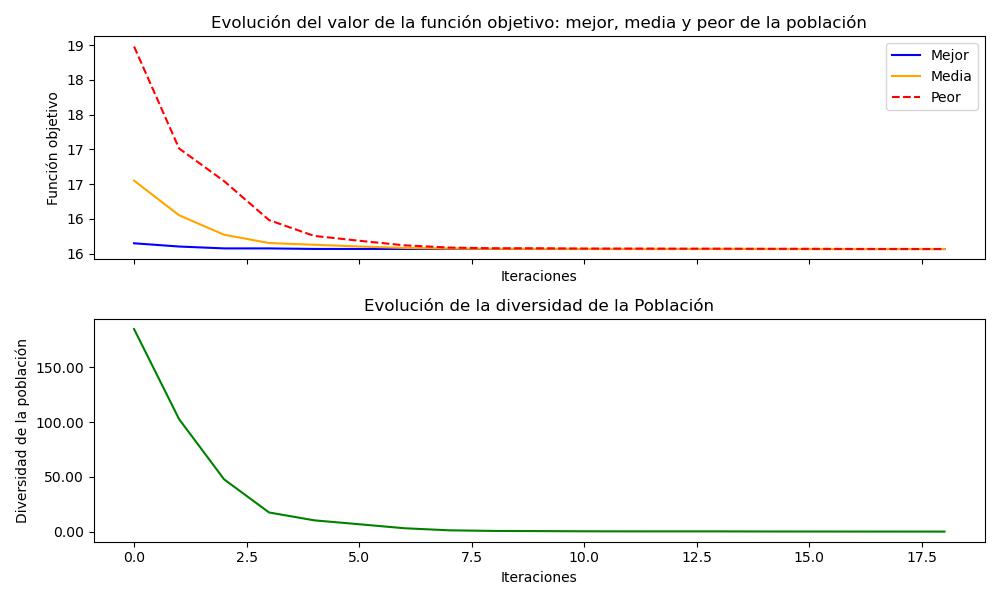 Evolución del valor de la función objetivo: mejor, media y peor de la población
19
18
18
17
17
16
16
Función objetivo
Mejor
Media
Peor
Iteraciones
Evolución de la diversidad de la Población
150.00
100.00
50.00
0.00
Diversidad de la población
0.0 2.5 5.0 7.5 10.0 12.5 15.0 17.5
Iteraciones